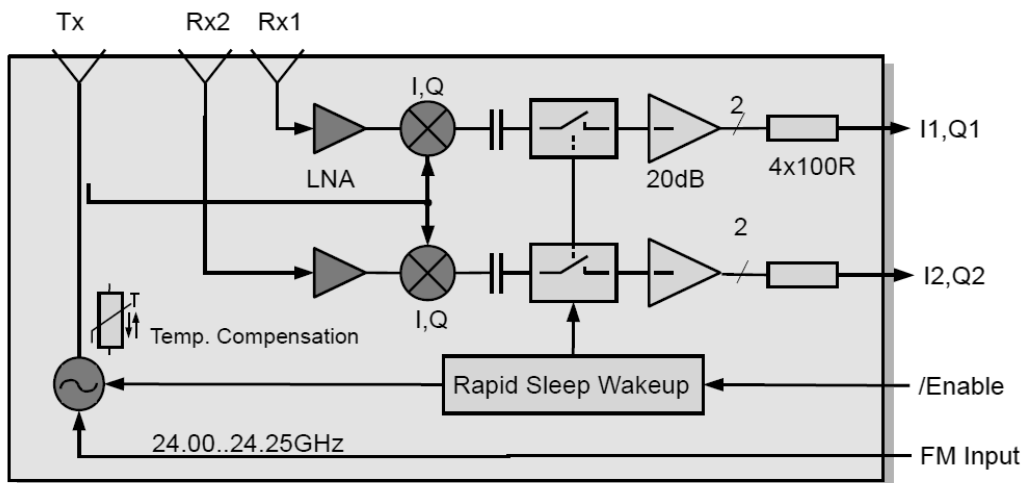 Tx Rx2 Rx1
I,Q
2
I1,Q1
LNA
20dB
4x100R
2
I2,Q2
I,Q
T
Temp. Compensation
Rapid Sleep Wakeup
/Enable
24.00..24.25GHz
FM Input